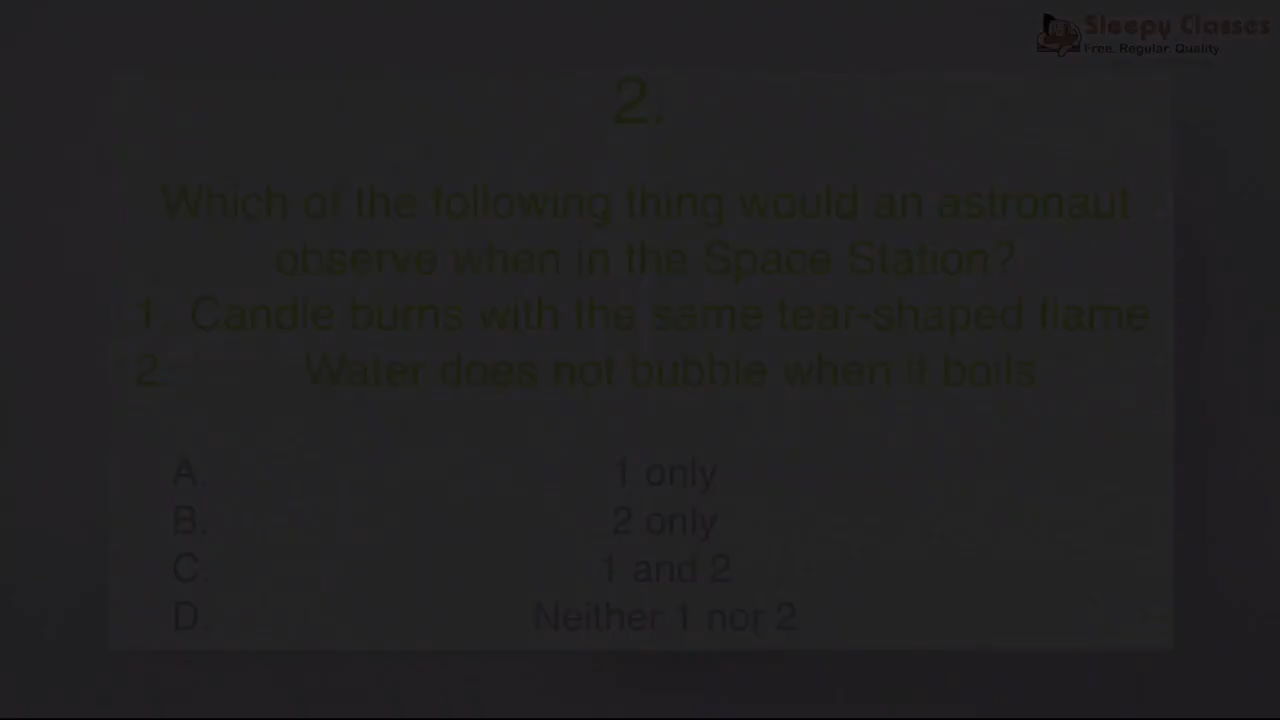 Sleepy Classes
Free. Regular. Quality
2.
Which of the following thing would an astronaut
observe when in the Space Station?
1. Candle burns with the same tear-shaped flame
2. Water does not bubble when it boils
A. 1 only
B. 2 only
C. 1 and 2
D. Neither 1 nor 2